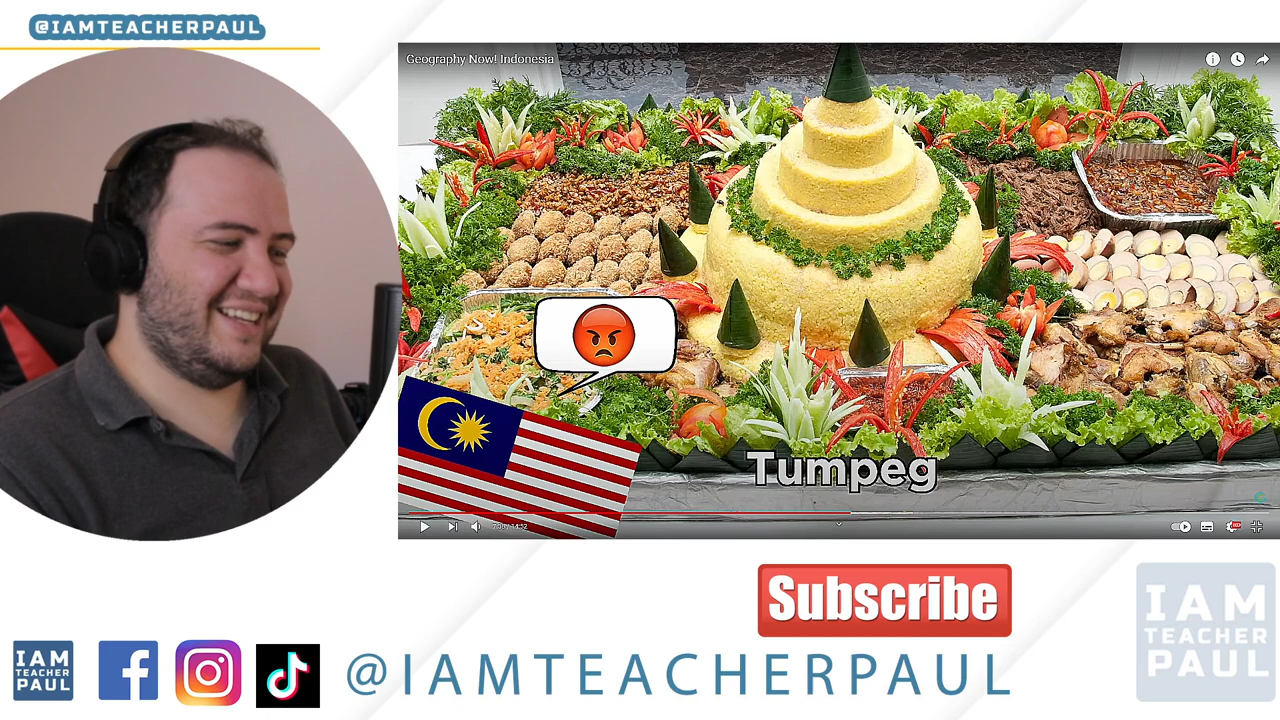 @IAMTEACHERPAUL
Geography Now! Indonesia
Tumpeg
Subscribe
IAM
TEACHER
PAUL
@IAMTEACHERPAUL
IAM
TEACHER
PAUL